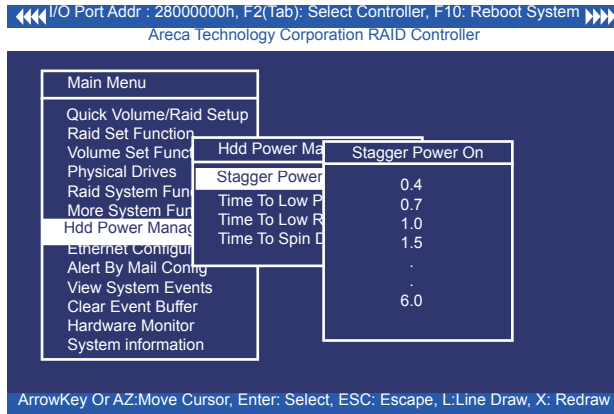 I/O Port Addr : 28000000h, F2(Tab): Select Controller, F10: Reboot System
Areca Technology Corporation RAID Controller
Main Menu
Quick Volume/Raid Setup
Raid Set Function
Volume Set Funct
Physical Drives
Raid System Fun
More System Fun
Hdd Power Manag
Ethernet Configur
Alert By Mail Config
View System Events
Clear Event Buffer
Hardware Monitor
System information
Hdd Power Ma
Stagger Power
Time To Low P
Time To Low R
Time To Spin D
Stagger Power On
0.4
0.7
1.0
1.5
.
.
6.0
ArrowKey Or AZ:Move Cursor, Enter: Select, ESC: Escape, L:Line Draw, X: Redraw